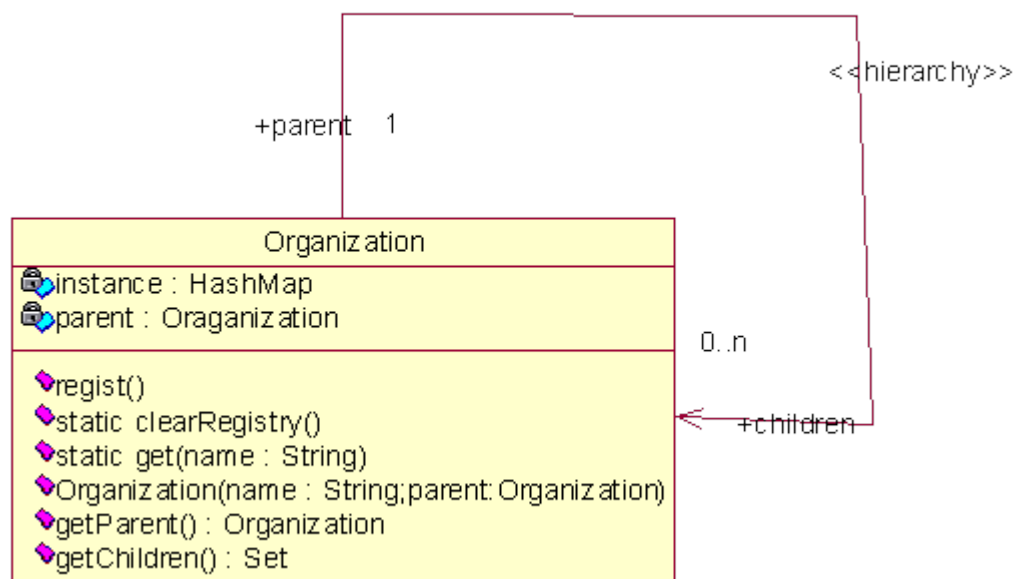 <<hierarchy>>
+parent 1
Organization
instance : HashMap
parent : Oraganization
0..n
regist()
static clearRegistry()
+children
static get(name : String)
Organization(name : String;parent:Organization)
getParent() : Organization
getChildren() : Set